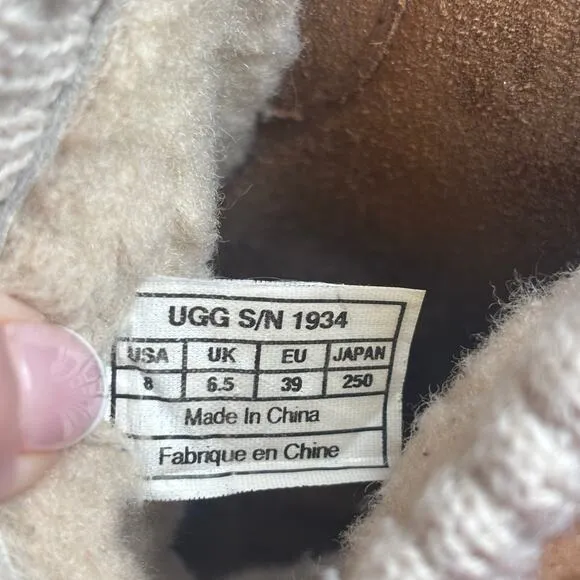 UGG S/N 1934
USA UK EU JAPAN
8 6.5 39 250
Made In China
Fabrique en Chine